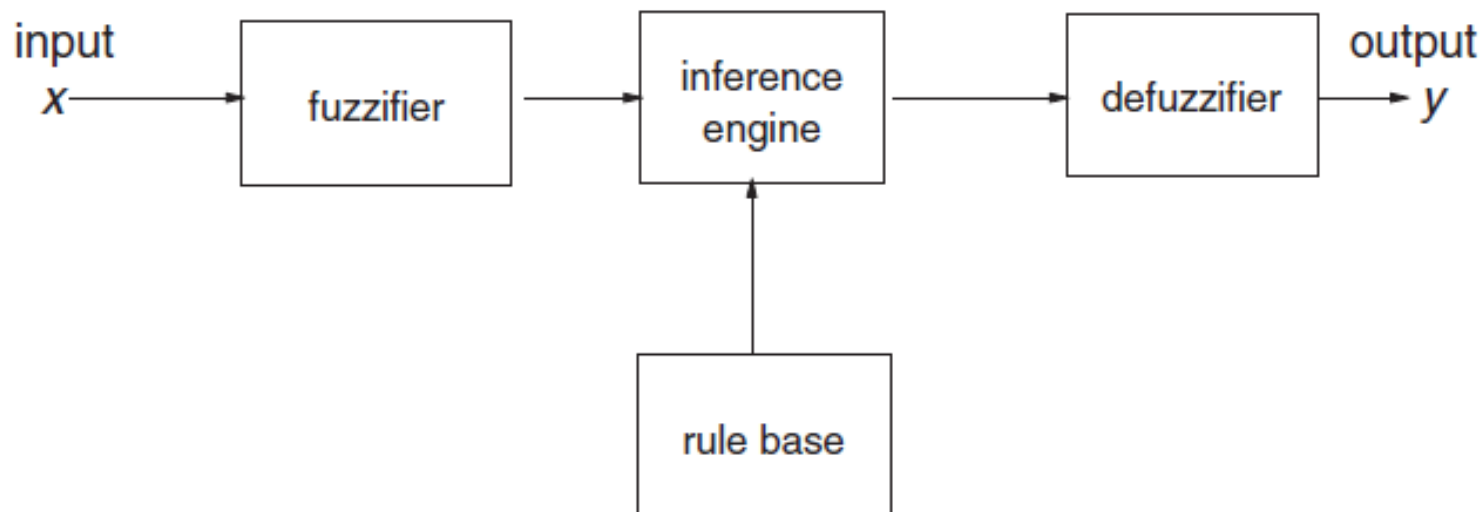 input
x
fuzzifier
inference
engine
defuzzifier
output
y
rule base